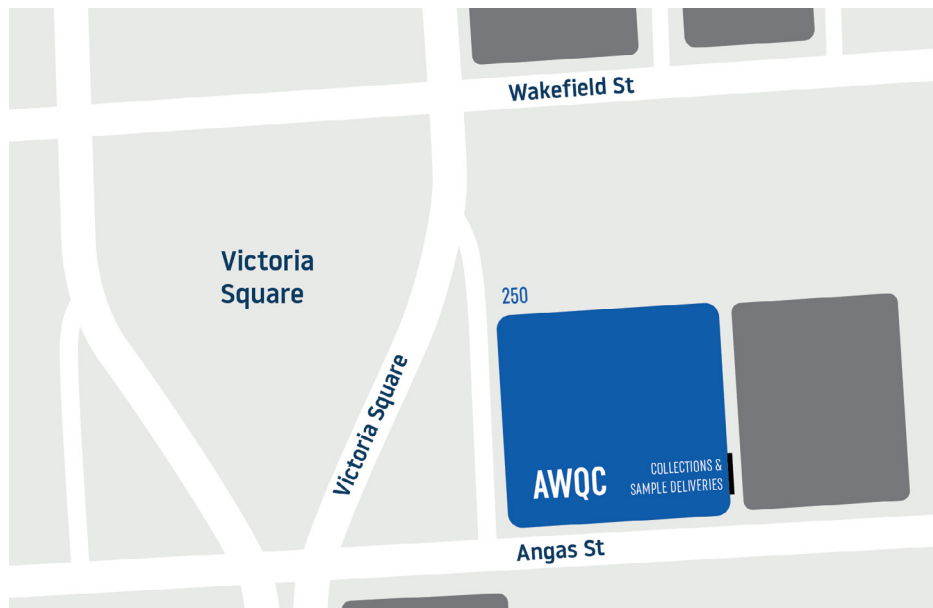 Wakefield St
Victoria
Square
250
Victoria Square
AWQC
COLLECTIONS &
SAMPLE DELIVERIES
Angas St